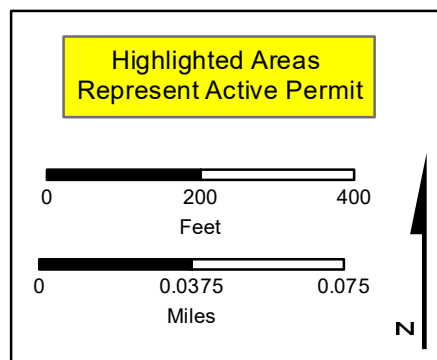 Highlighted Areas
Represent Active Permit
0 200 400
Feet
0 0.0375 0.075
Miles
N